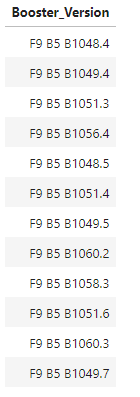 Booster_Version
F9 B5 B1048.4
F9 B5 B1049.4
F9 B5 B1051.3
F9 B5 B1056.4
F9 B5 B1048.5
F9 B5 B1051.4
F9 B5 B1049.5
F9 B5 B1060.2
F9 B5 B1058.3
F9 B5 B1051.6
F9 B5 B1060.3
F9 B5 B1049.7